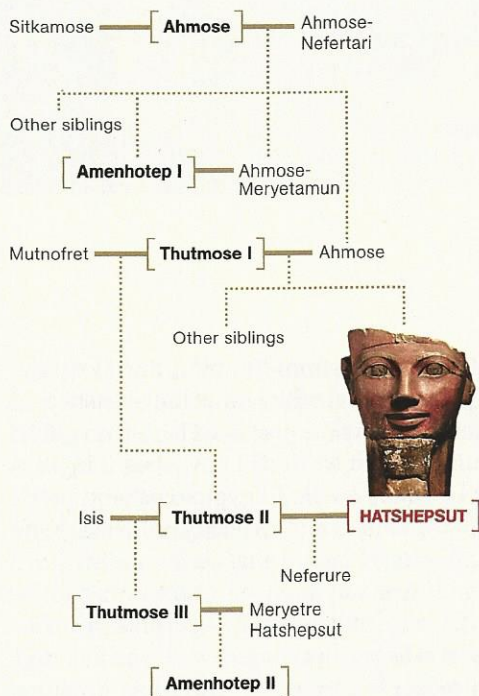 Sitkamose [Ahmose] Ahmose-
Nefertari
Other siblings
[Amenhotep I] Ahmose-
Meryetamun
Mutnofret [Thutmose I] Ahmose
Other siblings
Isis [Thutmose II] [HATSHEPSUT]
Neferure
[Thutmose III] Meryetre
Hatshepsut
[Amenhotep II]